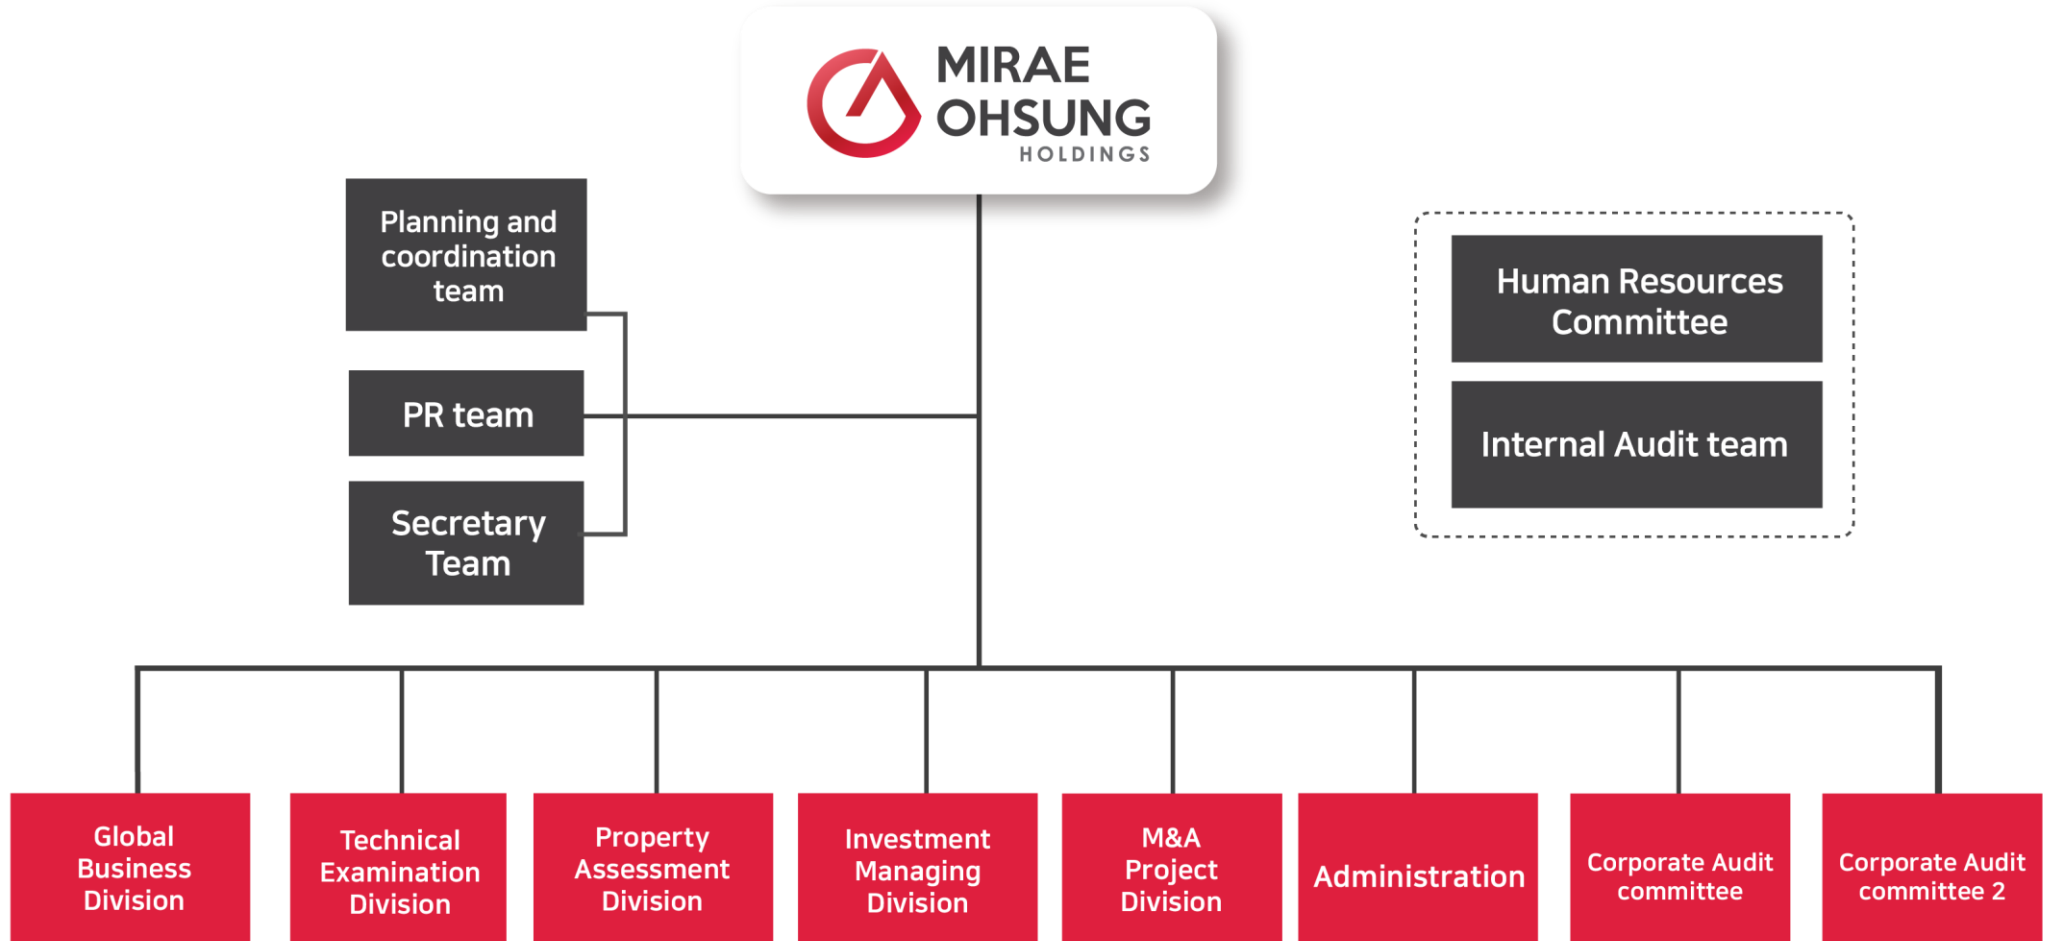 MIRAE
OHSUNG
HOLDINGS
Planning and
coordination
team
PR team
Secretary
Team
Human Resources
Committee
Internal Audit team
Global
Business
Division
Technical
Examination
Division
Property
Assessment
Division
Investment
Managing
Division
M&A
Project
Division
Administration
Corporate Audit
committee
Corporate Audit
committee 2